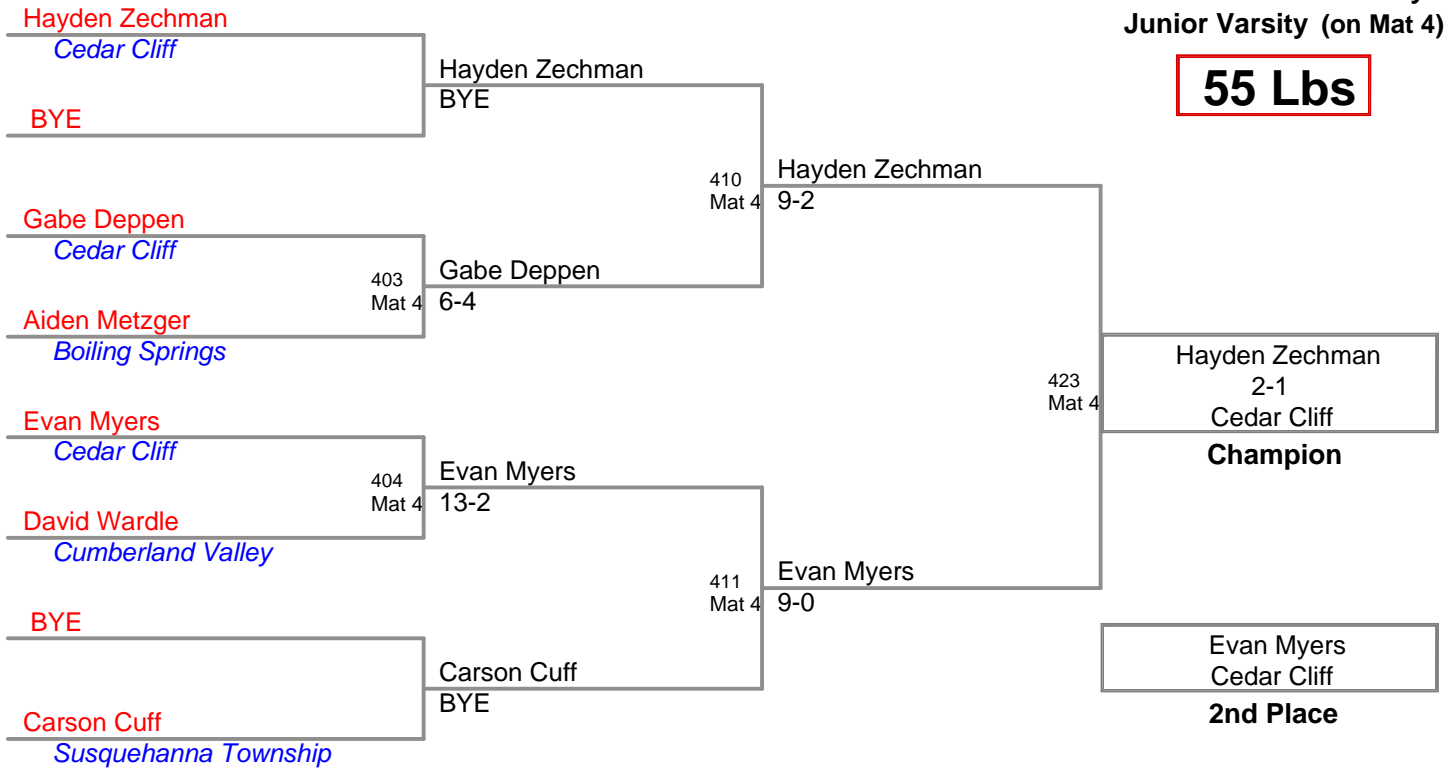 Junior Varsity (on Mat 4)
55 Lbs
Hayden Zechman
Cedar Cliff
BYE
Hayden Zechman
BYE
Gabe Deppen
Cedar Cliff
Aiden Metzger
Boiling Springs
403
Mat 4
Gabe Deppen
6-4
410
Mat 4
Hayden Zechman
9-2
Evan Myers
Cedar Cliff
David Wardle
Cumberland Valley
404
Mat 4
Evan Myers
13-2
BYE
Carson Cuff
Susquehanna Township
Carson Cuff
BYE
411
Mat 4
Evan Myers
9-0
423
Mat 4
Hayden Zechman
2-1
Cedar Cliff
Champion
Evan Myers
Cedar Cliff
2nd Place